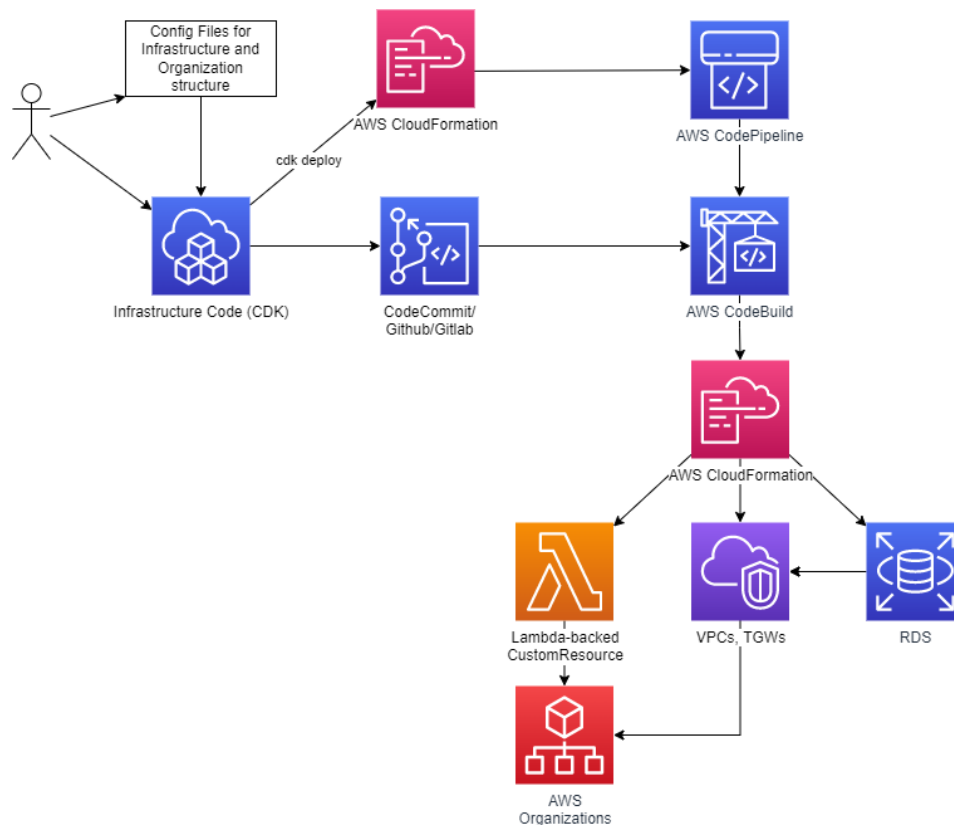 Config Files for
Infrastructure and
Organization
structure
AWS CloudFormation
AWS CodePipeline
cdk deploy
Infrastructure Code (CDK)
CodeCommit/
Github/Gitlab
AWS CodeBuild
AWS CloudFormation
Lambda-backed
CustomResource
VPCs, TGWs
RDS
AWS
Organizations